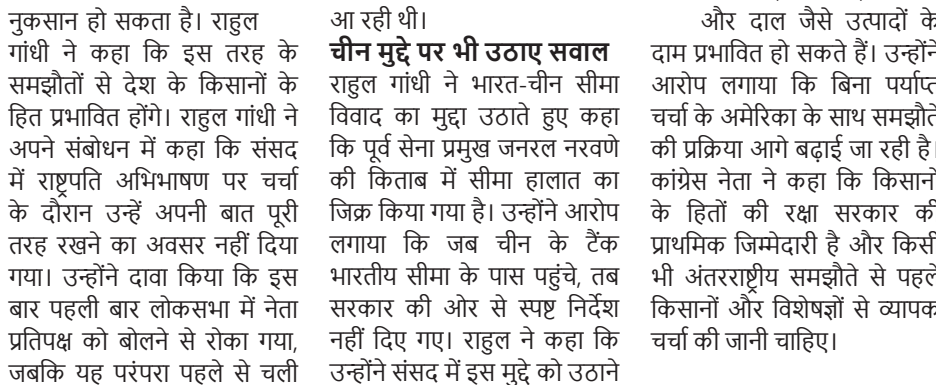 नुकसान हो सकता है। राहुल
गांधी ने कहा कि इस तरह के
समझौतों से देश के किसानों के
हित प्रभावित होंगे। राहुल गांधी ने
अपने संबोधन में कहा कि संसद
में राष्ट्रपति अभिभाषण पर चर्चा
के दौरान उन्हें अपनी बात पूरी
तरह रखने का अवसर नहीं दिया
गया। उन्होंने दावा किया कि इस
बार पहली बार लोकसभा में नेता
प्रतिपक्ष को बोलने से रोका गया,
जबकि यह परंपरा पहले से चली
आ रही थी।
चीन मुद्दे पर भी उठाए सवाल
राहुल गांधी ने भारत-चीन सीमा
विवाद का मुद्दा उठाते हुए कहा
कि पूर्व सेना प्रमुख जनरल नरवणे
की किताब में सीमा हालात का
जिक्र किया गया है। उन्होंने आरोप
लगाया कि जब चीन के टैंक
भारतीय सीमा के पास पहुंचे, तब
सरकार की ओर से स्पष्ट निर्देश
नहीं दिए गए। राहुल ने कहा कि
उन्होंने संसद में इस मुद्दे को उठाने
और दाल जैसे उत्पादों के
दाम प्रभावित हो सकते हैं। उन्होंने
आरोप लगाया कि बिना पर्याप्त
चर्चा के अमेरिका के साथ समझौते
की प्रक्रिया आगे बढ़ाई जा रही है।
कांग्रेस नेता ने कहा कि किसानों
के हितों की रक्षा सरकार की
प्राथमिक जिम्मेदारी है और किसी
भी अंतरराष्ट्रीय समझौते से पहले
किसानों और विशेषज्ञों से व्यापक
चर्चा की जानी चाहिए।